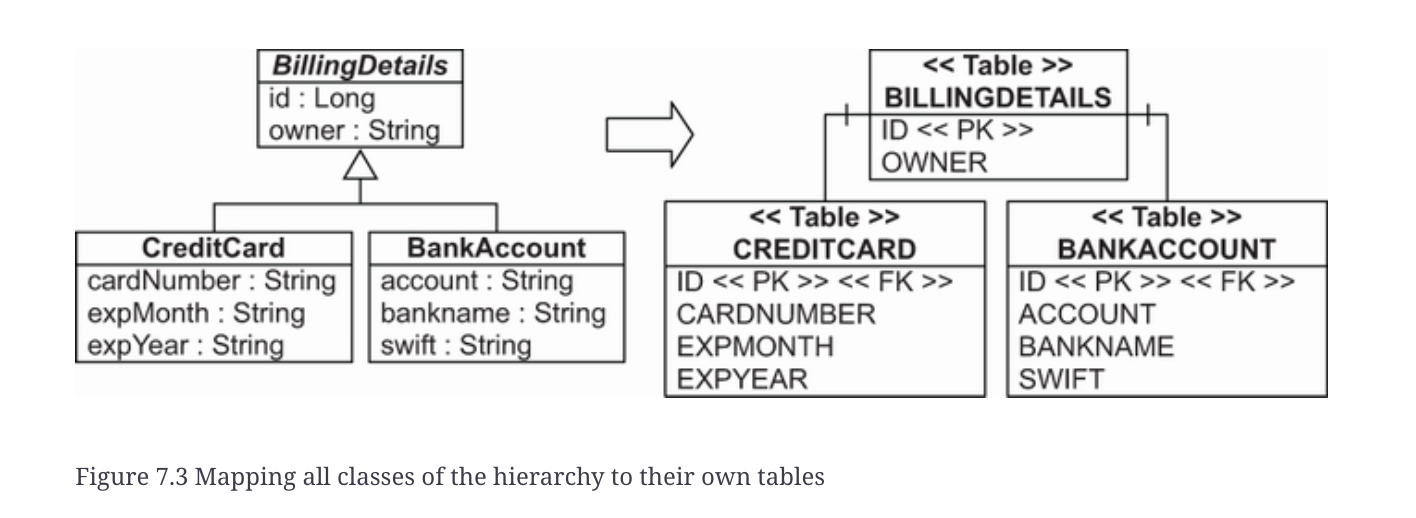 BillingDetails
id : Long
owner : String
CreditCard
cardNumber : String
expMonth : String
expYear : String
BankAccount
account : String
bankname : String
swift : String
<< Table >>
BILLINGDETAILS
ID << PK >>
OWNER
<< Table >>
CREDITCARD
ID << PK >> << FK >>
CARDNUMBER
EXPMONTH
EXPYEAR
<< Table >>
BANKACCOUNT
ID << PK >> << FK >>
ACCOUNT
BANKNAME
SWIFT
Figure 7.3 Mapping all classes of the hierarchy to their own tables